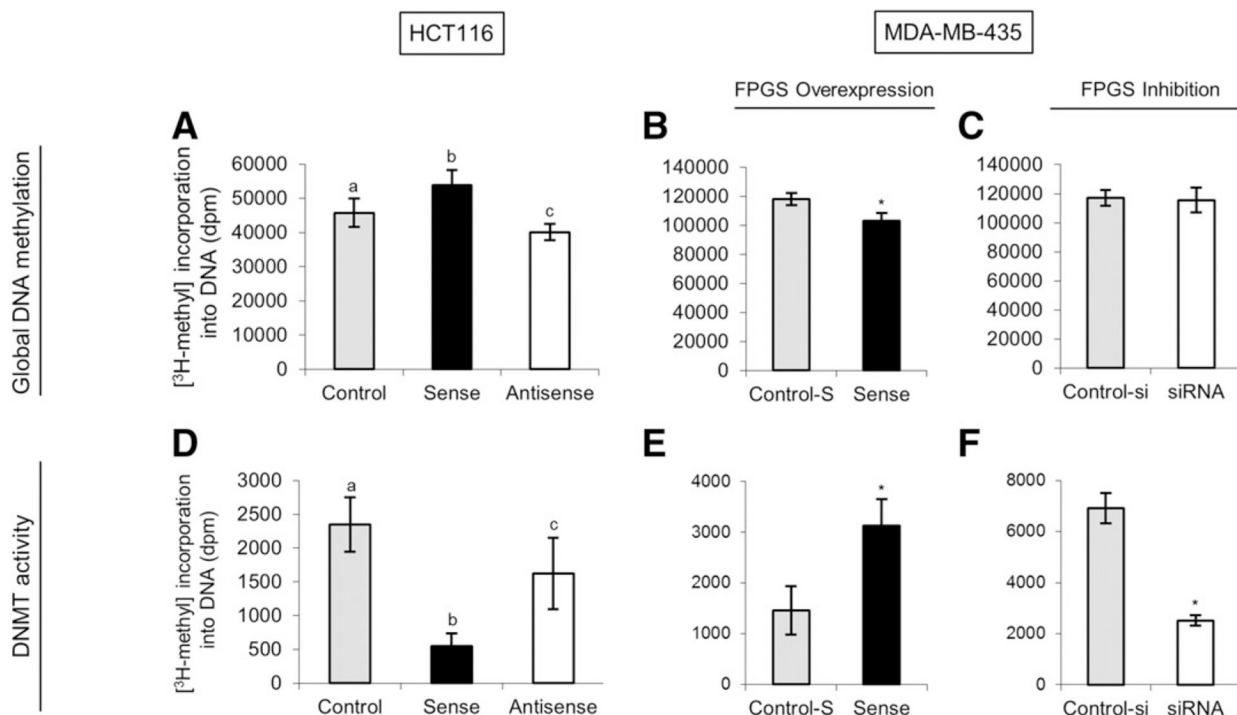 HCT116
MDA-MB-435
FPGS Overexpression
FPGS Inhibition
Global DNA methylation
A
[³H-methyl] incorporation
into DNA (dpm)
60000
50000
40000
30000
20000
10000
0
a
b
c
Control
Sense
Antisense
B
140000
120000
100000
80000
60000
40000
20000
0
*
Control-S
Sense
C
140000
120000
100000
120000
140000
120000
100000
0
Control-si
siRNA
DNMT activity
D
[³H-methyl] incorporation
into DNA (dpm)
3000
2500
2000
1500
1000
500
0
a
b
c
Control
Sense
Antisense
E
4000
3000
2000
1000
0
*
Control-S
Sense
F
8000
6000
4000
2000
0
*
Control-si
siRNA